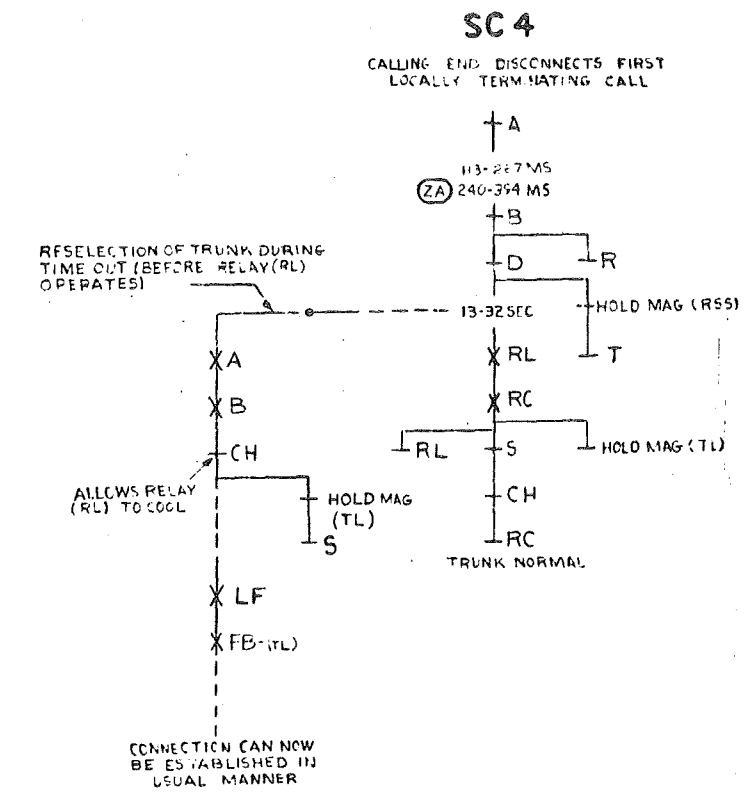 SC 4
CALLING END DISCONNECTS FIRST
LOCALLY TERMINATING CALL
A
113-267 MS
ZA 240-394 MS
B
D
R
RESELECTION OF TRUNK DURING
TIME OUT (BEFORE RELAY (RL)
OPERATES)
13-32 SEC
HOLD MAG (RSS)
A
RL
T
B
RC
CH
RL
S
HOLD MAG (TL)
ALLOWS RELAY
(RL) TO COOL
HOLD MAG
(TL)
S
CH
RC
TRUNK NORMAL
LF
FB-(TL)
CONNECTION CAN NOW
BE ESTABLISHED IN
USUAL MANNER